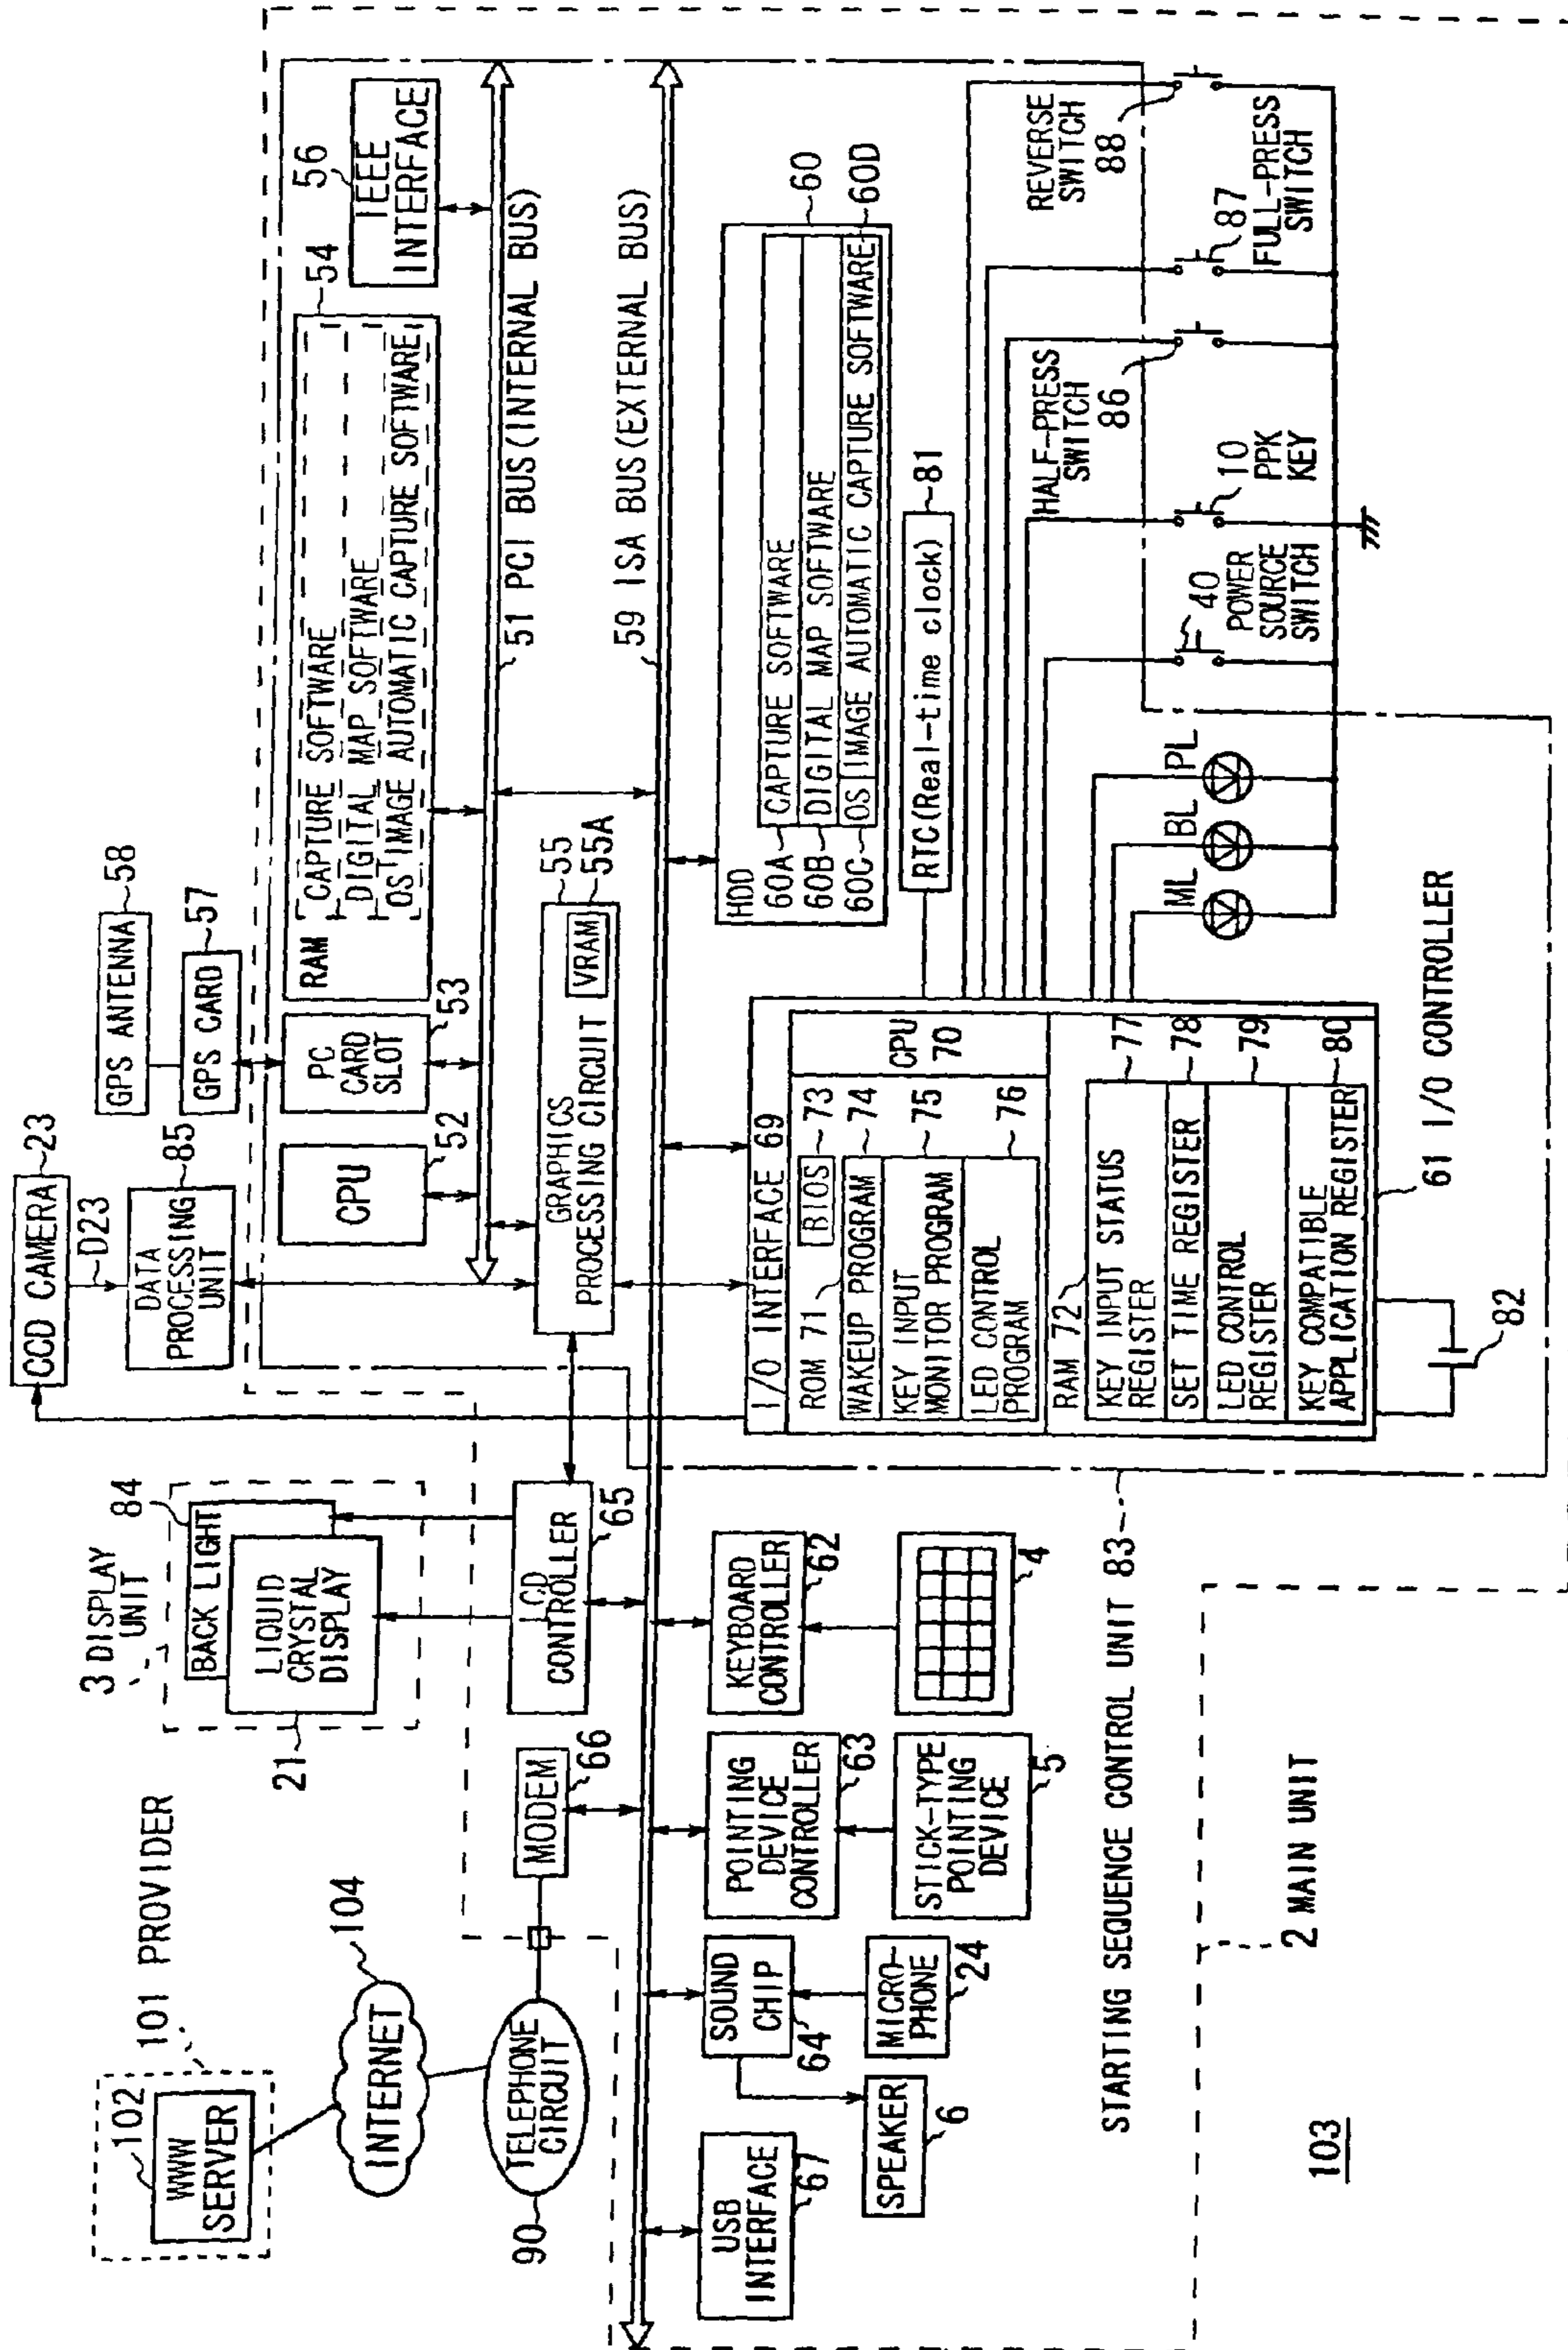 101 PROVIDER
102
WWW
SERVER
104
INTERNET
TELEPHONE
CIRCUIT
90
3 DISPLAY
UNIT
84
BACK LIGHT
LIQUID
CRYSTAL
DISPLAY
21
MODEM
66
LCD
CONTROLLER
65
CCD CAMERA
23
D23
DATA
PROCESSING
UNIT
85
GPS ANTENNA
58
GPS CARD
57
CPU
52
PC
CARD
SLOT
53
RAM
54
CAPTURE SOFTWARE
DIGITAL MAP SOFTWARE
OS IMAGE AUTOMATIC CAPTURE SOFTWARE
56
IEEE
INTERFACE
51 PCI BUS(INTERNAL BUS)
GRAPHICS
PROCESSING CIRCUIT
55
55A
VRAM
59 ISA BUS(EXTERNAL BUS)
USB
INTERFACE
67
SOUND
CHIP
64
SPEAKER
6
MICRO-
PHONE
24
POINTING
DEVICE
CONTROLLER
63
STICK-TYPE
POINTING
DEVICE
5
KEYBOARD
CONTROLLER
62
4
I/O INTERFACE 69
ROM 71
BIOS
73
WAKEUP PROGRAM
74
KEY INPUT
MONITOR PROGRAM
75
LED CONTROL
PROGRAM
76
CPU
70
RAM 72
KEY INPUT STATUS
REGISTER
77
SET TIME REGISTER
78
LED CONTROL
REGISTER
79
KEY COMPATIBLE
APPLICATION REGISTER
80
61 I/O CONTROLLER
82
HDD
60
60A
CAPTURE SOFTWARE
60B
DIGITAL MAP SOFTWARE
60C
OS
IMAGE AUTOMATIC CAPTURE SOFTWARE
60D
RTC(Real-time clock)
81
ML
BL
PL
40
POWER
SOURCE
SWITCH
10
PPK
KEY
HALF-PRESS
SWITCH
86
87
FULL-PRESS
SWITCH
REVERSE
SWITCH
88
STARTING SEQUENCE CONTROL UNIT 83
2 MAIN UNIT
103